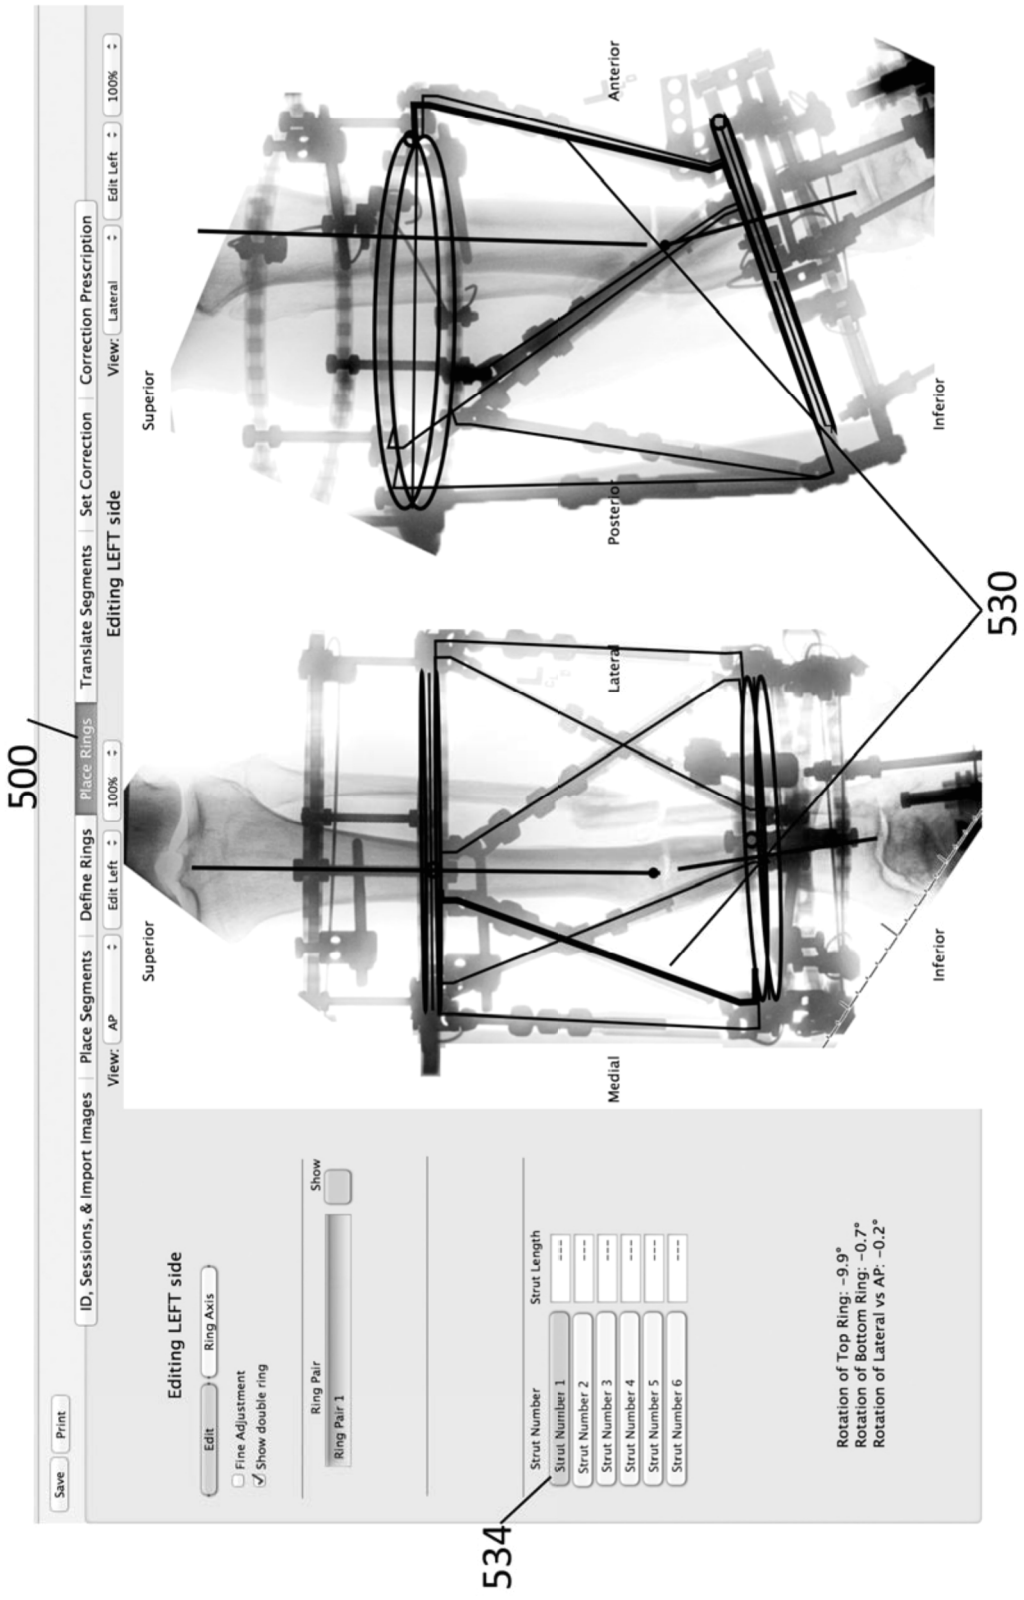 500
Save
Print
ID, Sessions, & Import Images
Place Segments
Define Rings
Place Rings
Translate Segments
Set Correction
Correction Prescription
View: AP
Edit Left
100%
Editing LEFT side
View: Lateral
Edit Left
100%
Editing LEFT side
Edit
Ring Axis
Fine Adjustment
Show double ring
Ring Pair
Show
Ring Pair 1
Strut Number
Strut Length
Strut Number 1
---
Strut Number 2
---
Strut Number 3
---
Strut Number 4
---
Strut Number 5
---
Strut Number 6
---
534
Rotation of Top Ring: -9.9°
Rotation of Bottom Ring: -0.7°
Rotation of Lateral vs AP: -0.2°
Superior
Medial
Lateral
Inferior
Superior
Posterior
Anterior
Inferior
530